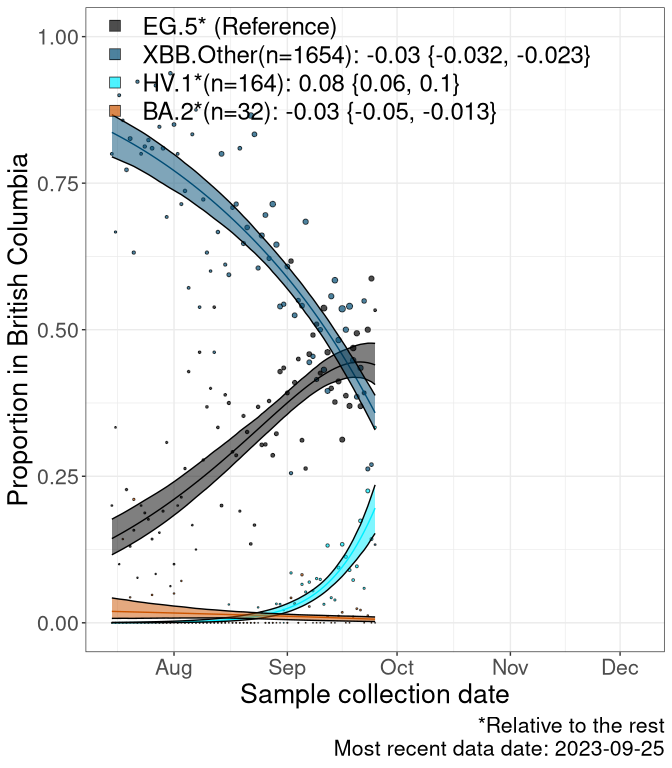 EG.5* (Reference)
XBB.Other(n=1654): -0.03 {-0.032, -0.023}
HV.1*(n=164): 0.08 {0.06, 0.1}
BA.2*(n=32): -0.03 {-0.05, -0.013}
1.00
0.75
0.50
0.25
0.00
Proportion in British Columbia
Aug Sep Oct Nov Dec
Sample collection date
*Relative to the rest
Most recent data date: 2023-09-25